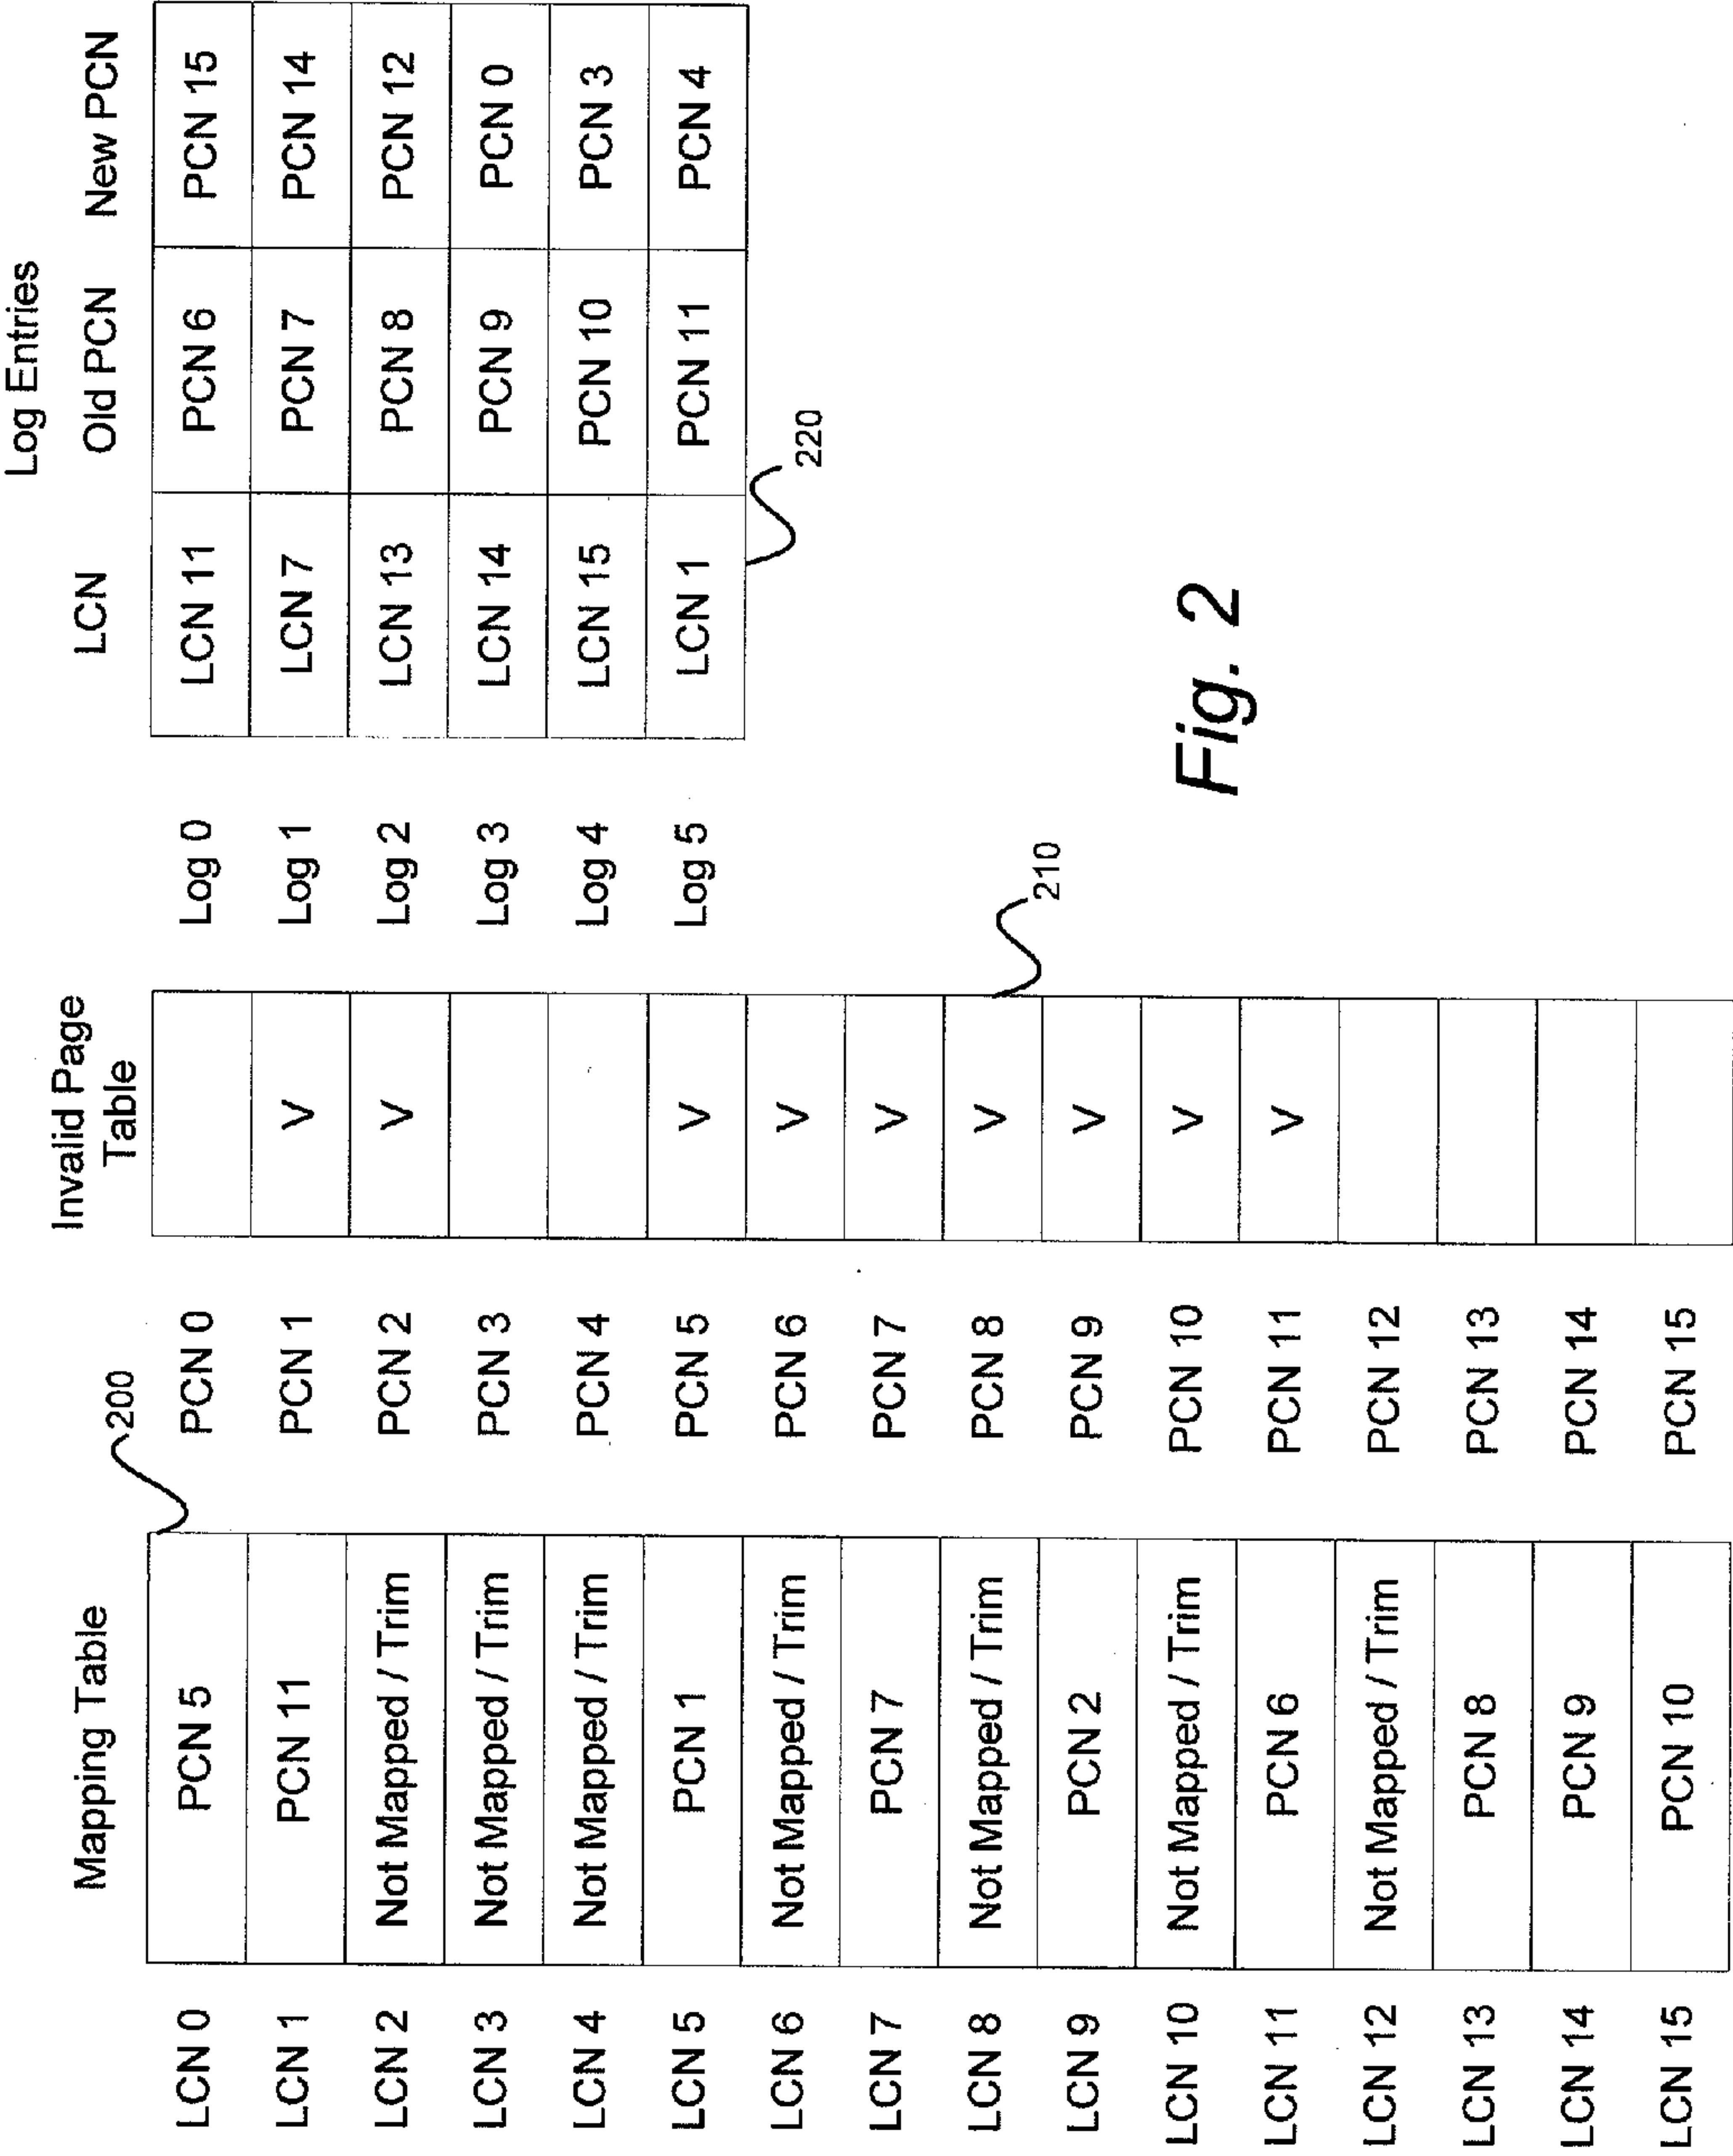 Mapping Table
200
LCN 0 PCN 5
LCN 1 PCN 11
LCN 2 Not Mapped / Trim
LCN 3 Not Mapped / Trim
LCN 4 Not Mapped / Trim
LCN 5 PCN 1
LCN 6 Not Mapped / Trim
LCN 7 PCN 7
LCN 8 Not Mapped / Trim
LCN 9 PCN 2
LCN 10 Not Mapped / Trim
LCN 11 PCN 6
LCN 12 Not Mapped / Trim
LCN 13 PCN 8
LCN 14 PCN 9
LCN 15 PCN 10
Invalid Page
Table
PCN 0
PCN 1 V
PCN 2 V
PCN 3
PCN 4
PCN 5 V
PCN 6 V
PCN 7 V
PCN 8 V
PCN 9 V
PCN 10 V
PCN 11 V
PCN 12
PCN 13
PCN 14
PCN 15
210
Log Entries
LCN Old PCN New PCN
Log 0 LCN 11 PCN 6 PCN 15
Log 1 LCN 7 PCN 7 PCN 14
Log 2 LCN 13 PCN 8 PCN 12
Log 3 LCN 14 PCN 9 PCN 0
Log 4 LCN 15 PCN 10 PCN 3
Log 5 LCN 1 PCN 11 PCN 4
220
Fig. 2